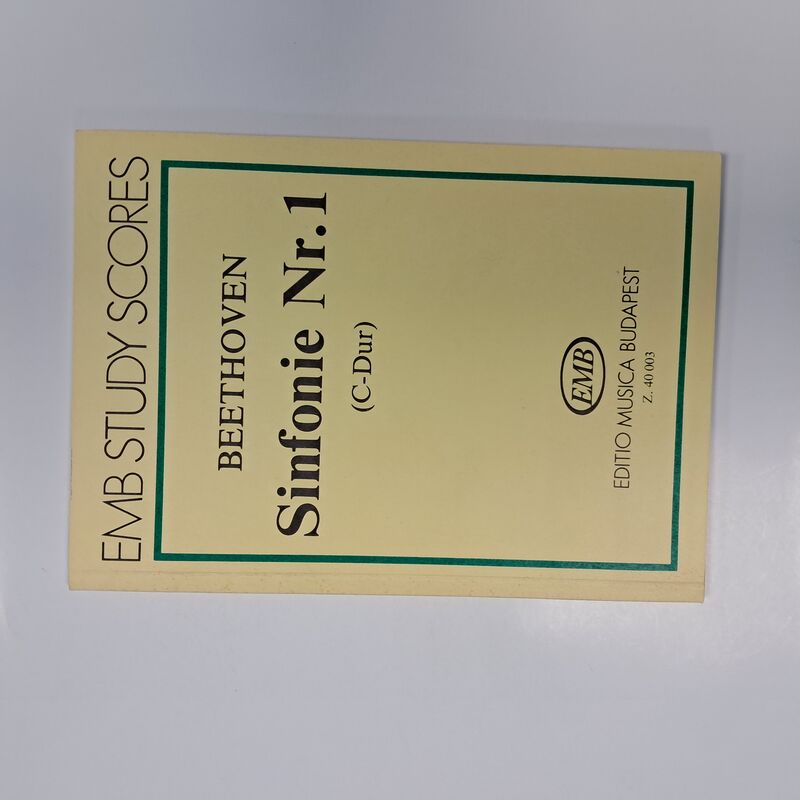 EMB STUDY SCORES
BEETHOVEN
Sinfonie Nr. 1
(C-Dur)
EMB
EDITIO MUSICA BUDAPEST
Z. 40 003